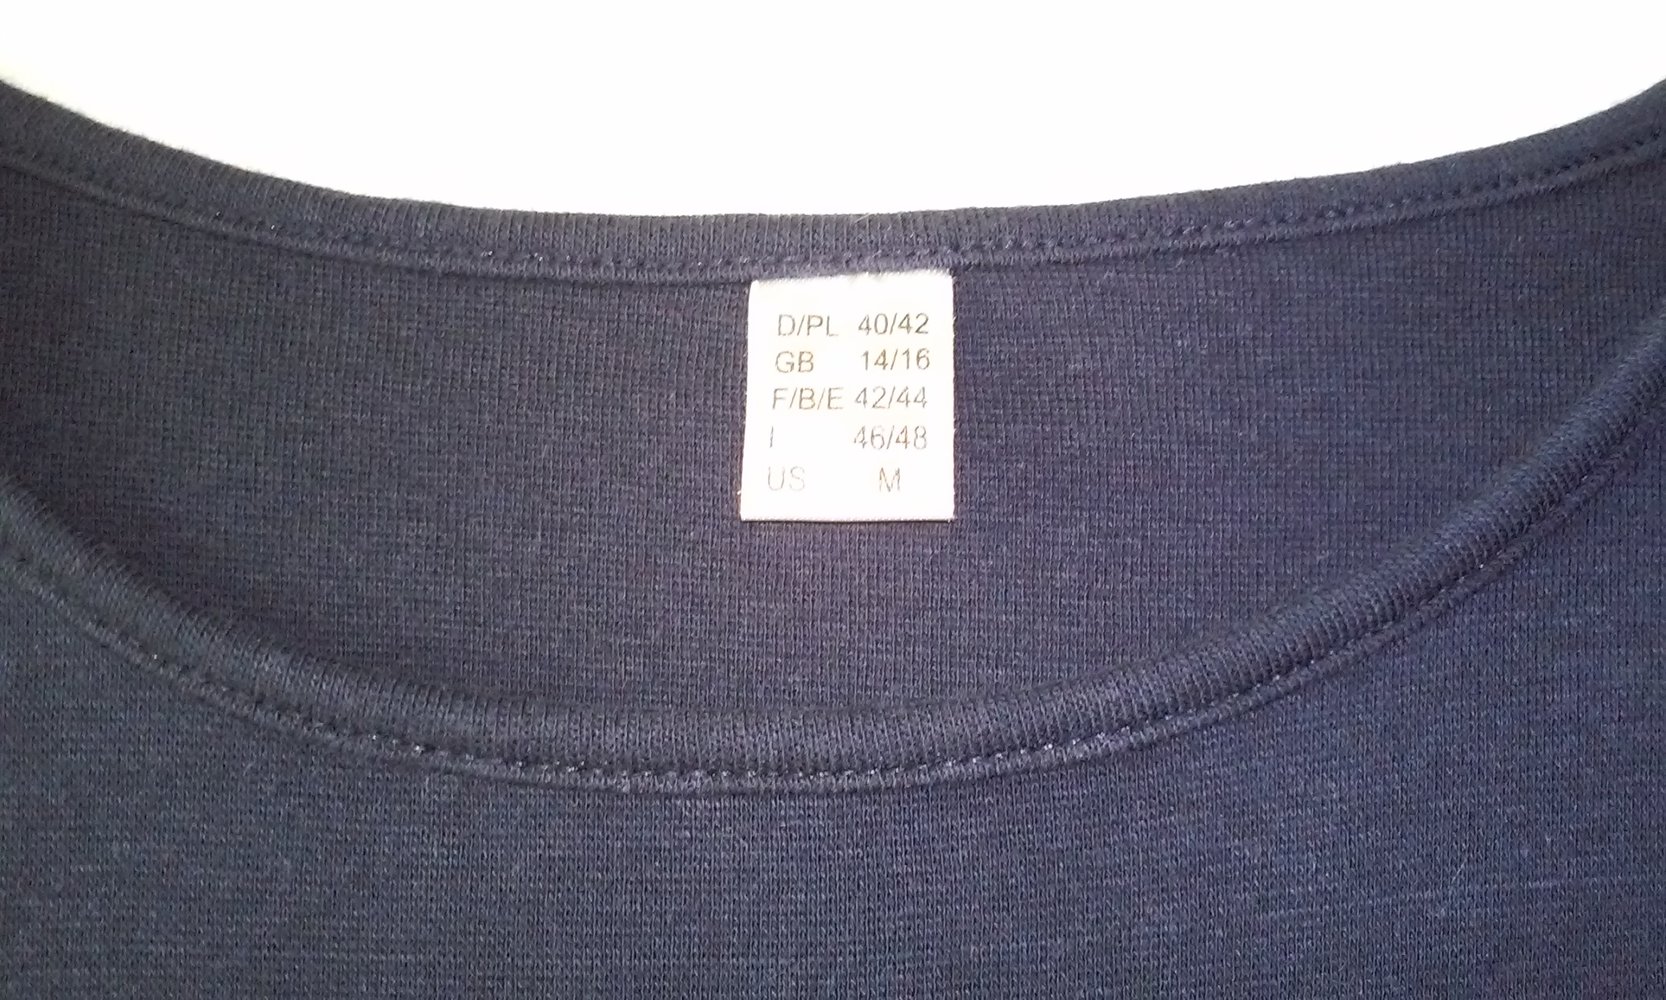 D/PL 40/42
GB 14/16
F/B/E 42/44
I 46/48
US M